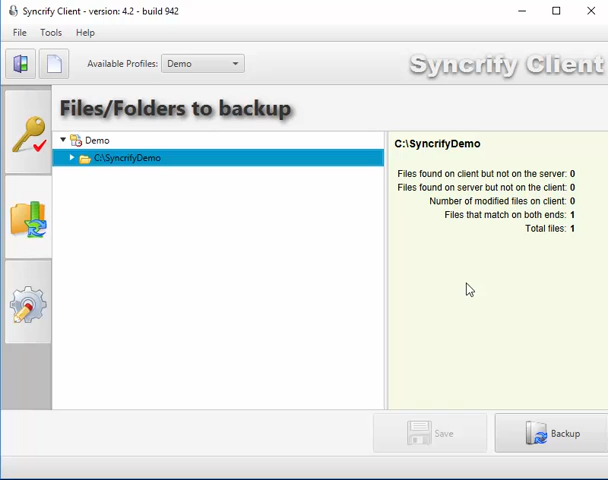 Syncrify Client - version: 4.2 - build 942
File Tools Help
Available Profiles: Demo
Syncrify Client
Files/Folders to backup
Demo
C:\SyncrifyDemo
C:\SyncrifyDemo
Files found on client but not on the server: 0
Files found on server but not on the client: 0
Number of modified files on client: 0
Files that match on both ends: 1
Total files: 1
Save
Backup